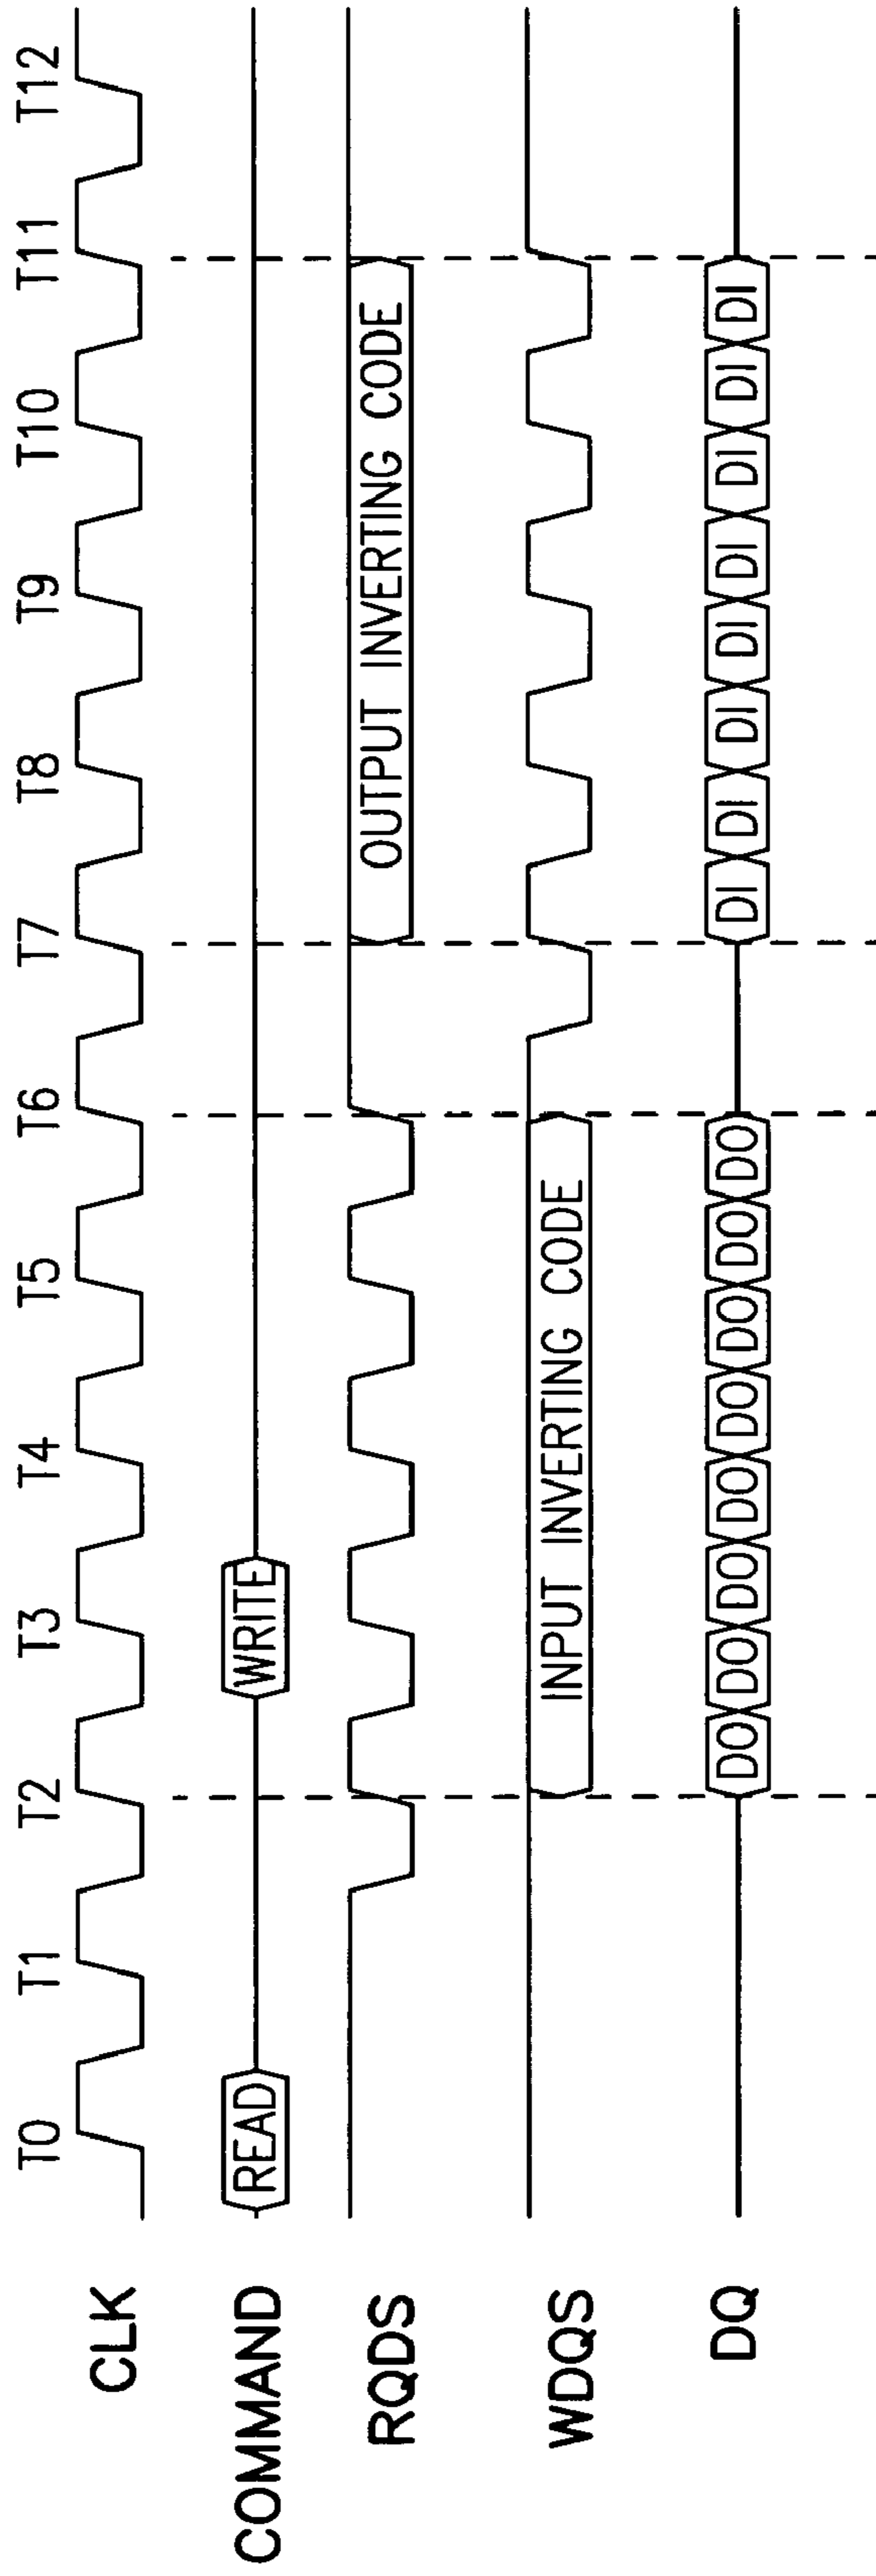 T0 T1 T2 T3 T4 T5 T6 T7 T8 T9 T10 T11 T12
CLK
COMMAND READ WRITE
RQDS OUTPUT INVERTING CODE
WDQS INPUT INVERTING CODE
DQ DO DO DO DO DO DO DO DO DI DI DI DI DI DI DI DI